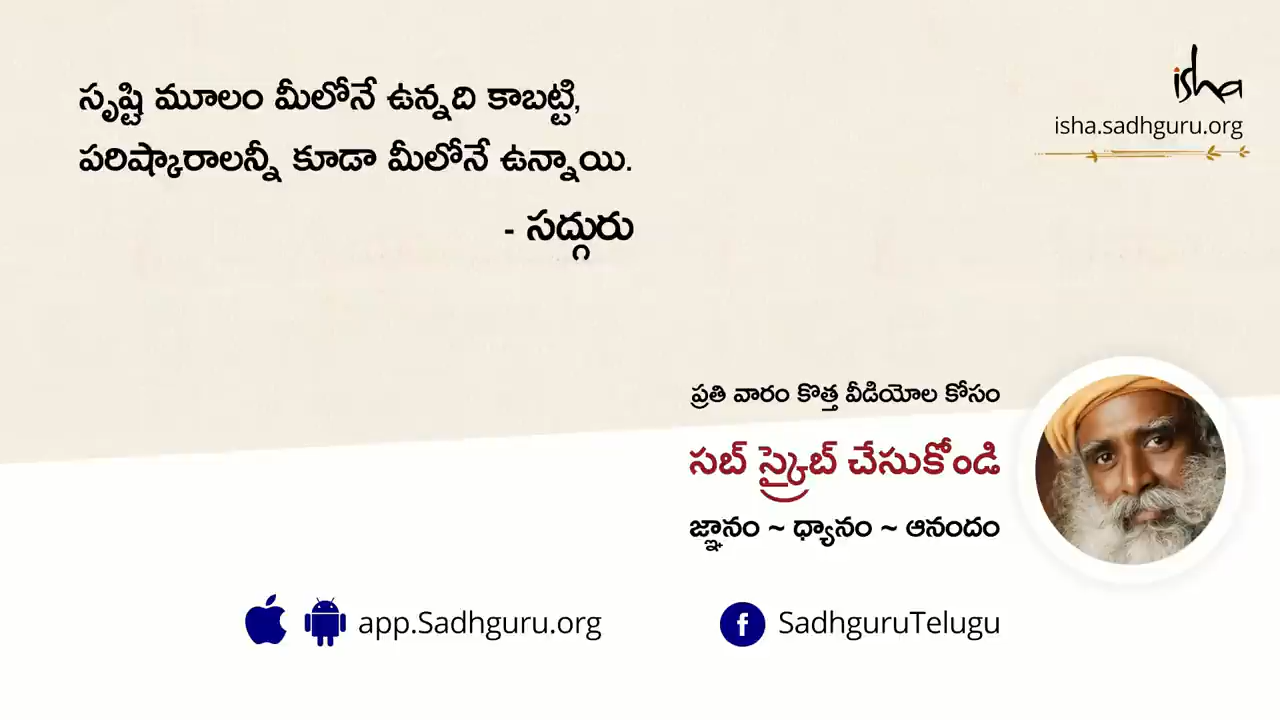 సృష్టి మూలం మీలోనే ఉన్నది కాబట్టి,
పరిష్కారాలన్నీ కూడా మీలోనే ఉన్నాయి.
- సద్గురు
isha
isha.sadhguru.org
ప్రతి వారం కొత్త వీడియోల కోసం
సబ్ స్క్రైబ్ చేసుకోండి
జ్ఞానం ~ ధ్యానం ~ ఆనందం
app.Sadhguru.org
SadhguruTelugu